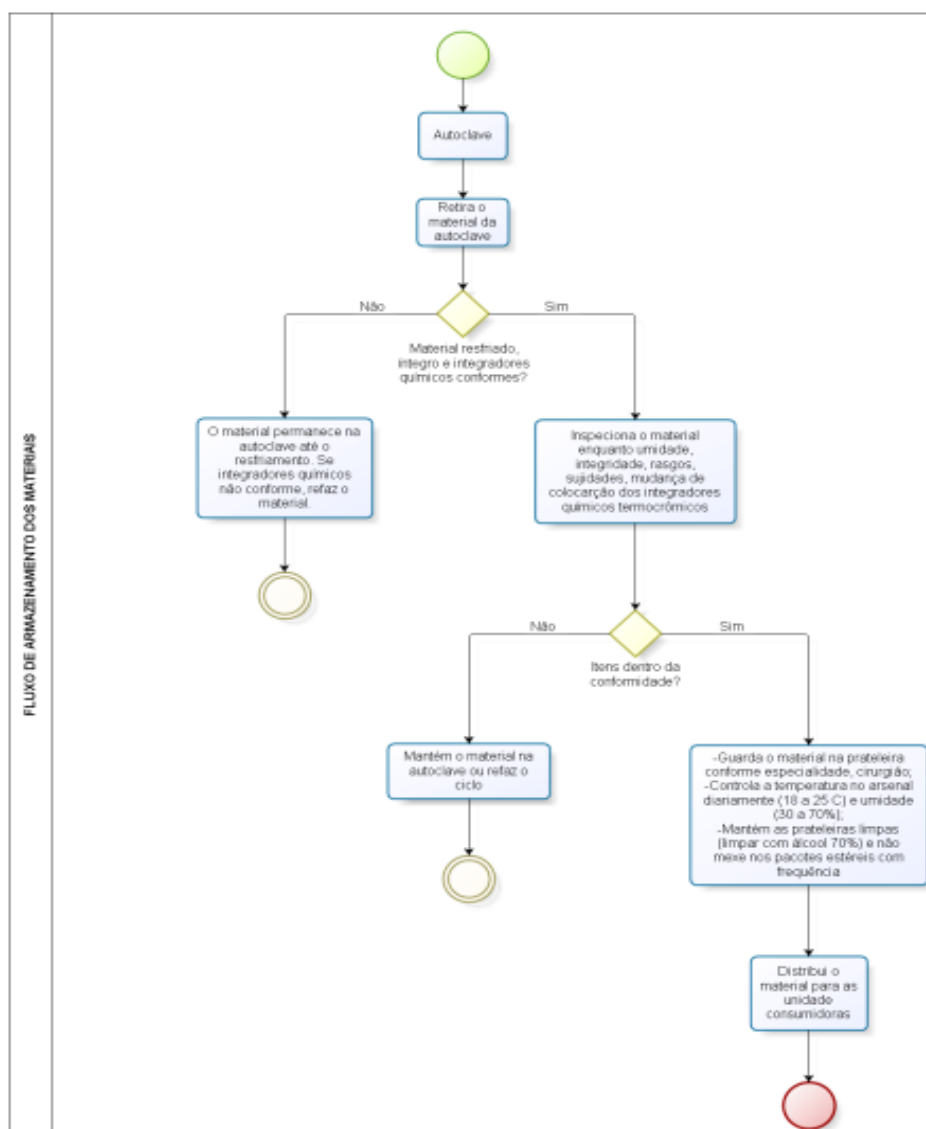 FLUXO DE ARMAZENAMENTO DOS MATERIAIS
Autoclave
Retira o
material da
autoclave
Não
Sim
Material resfriado,
íntegro e integradores
químicos conformes?
O material permanece na
autoclave até o
resfriamento. Se
integradores químicos
não conforme, refaz o
material.
Inspeciona o material
enquanto umidade,
integridade, rasgos,
sujidades, mudança de
colocarção dos integradores
químicos termocrômicos
Não
Sim
Itens dentro da
conformidade?
Mantém o material na
autoclave ou refaz o
ciclo
-Guarda o material na prateleira
conforme especialidade, cirurgião;
-Controla a temperatura no arsenal
diariamente (18 a 25 C) e umidade
(30 a 70%);
-Mantém as prateleiras limpas
(limpar com álcool 70%) e não
mexe nos pacotes estéreis com
frequência
Distribui o
material para as
unidade
consumidoras